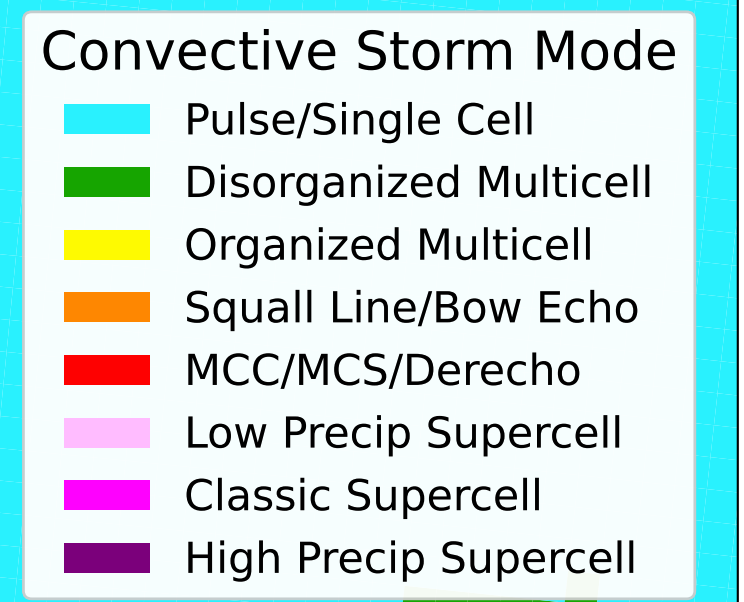 Convective Storm Mode
Pulse/Single Cell
Disorganized Multicell
Organized Multicell
Squall Line/Bow Echo
MCC/MCS/Derecho
Low Precip Supercell
Classic Supercell
High Precip Supercell